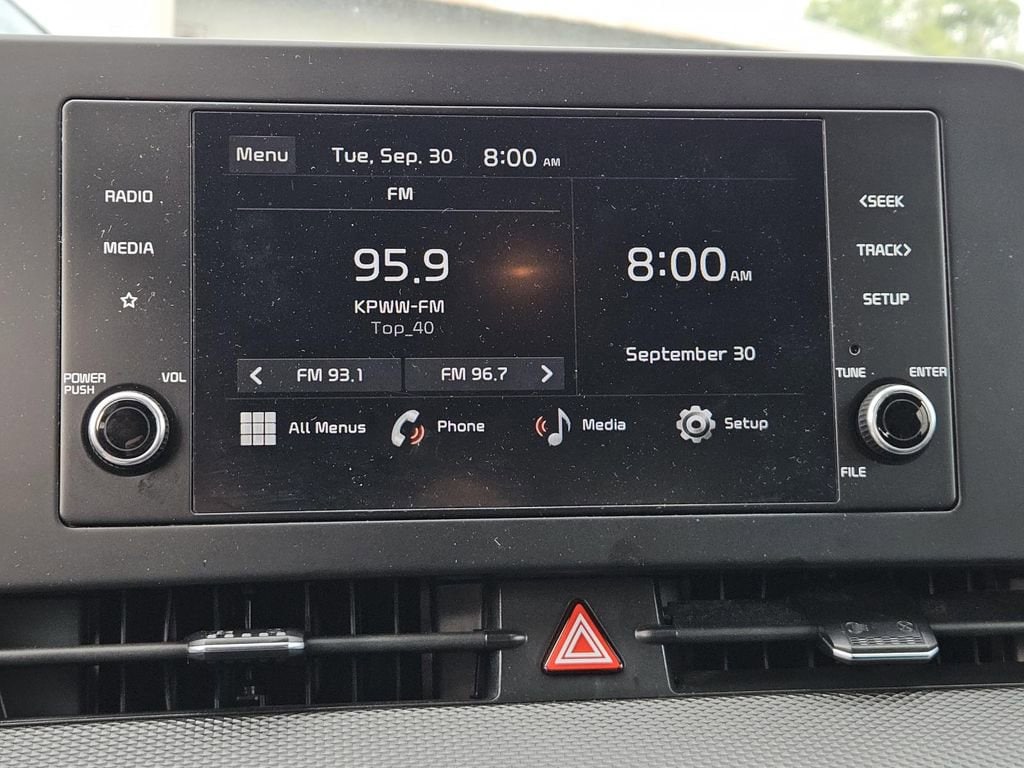 Menu Tue, Sep. 30 8:00 AM
RADIO
MEDIA
POWER
PUSH
VOL
FM
95.9
KPWW-FM
Top_40
FM 93.1 FM 96.7
8:00 AM
September 30
All Menus Phone Media Setup
<SEEK
TRACK>
SETUP
TUNE ENTER
FILE